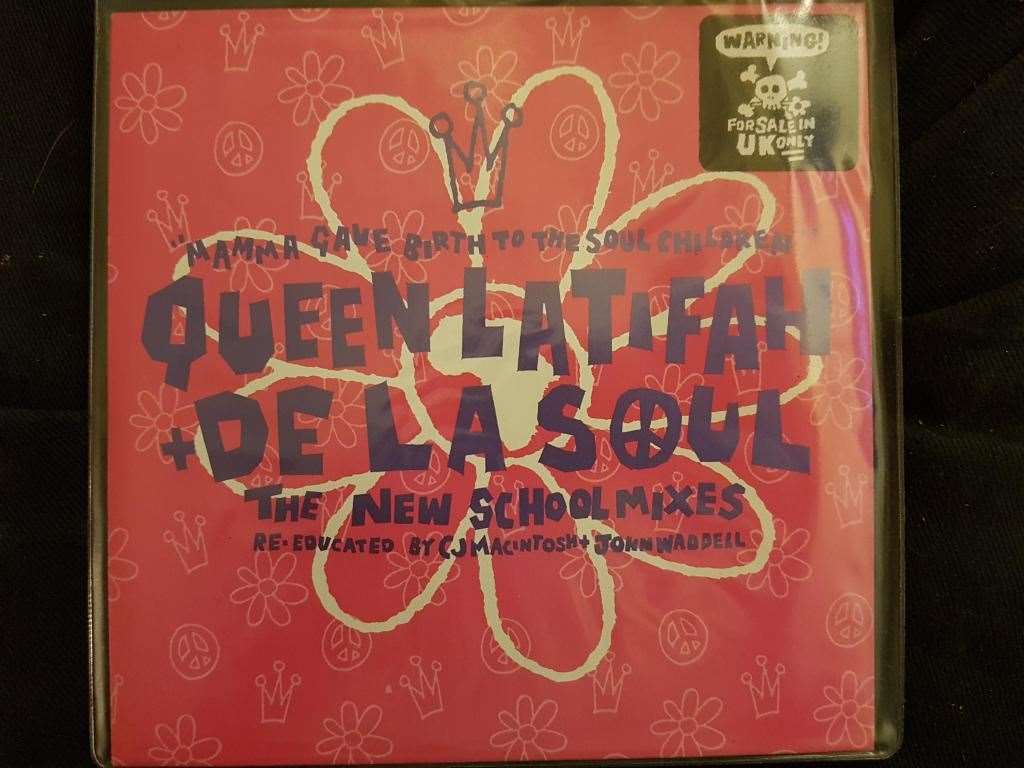 WARNING!
FOR SALE IN
UK ONLY
"MAMMA GAVE BIRTH TO THE SOUL CHILDREN"
QUEEN LATIFAH
+ DE LA SOUL
THE NEW SCHOOL MIXES
RE-EDUCATED BY CJ MACINTOSH + JOHN WADDELL